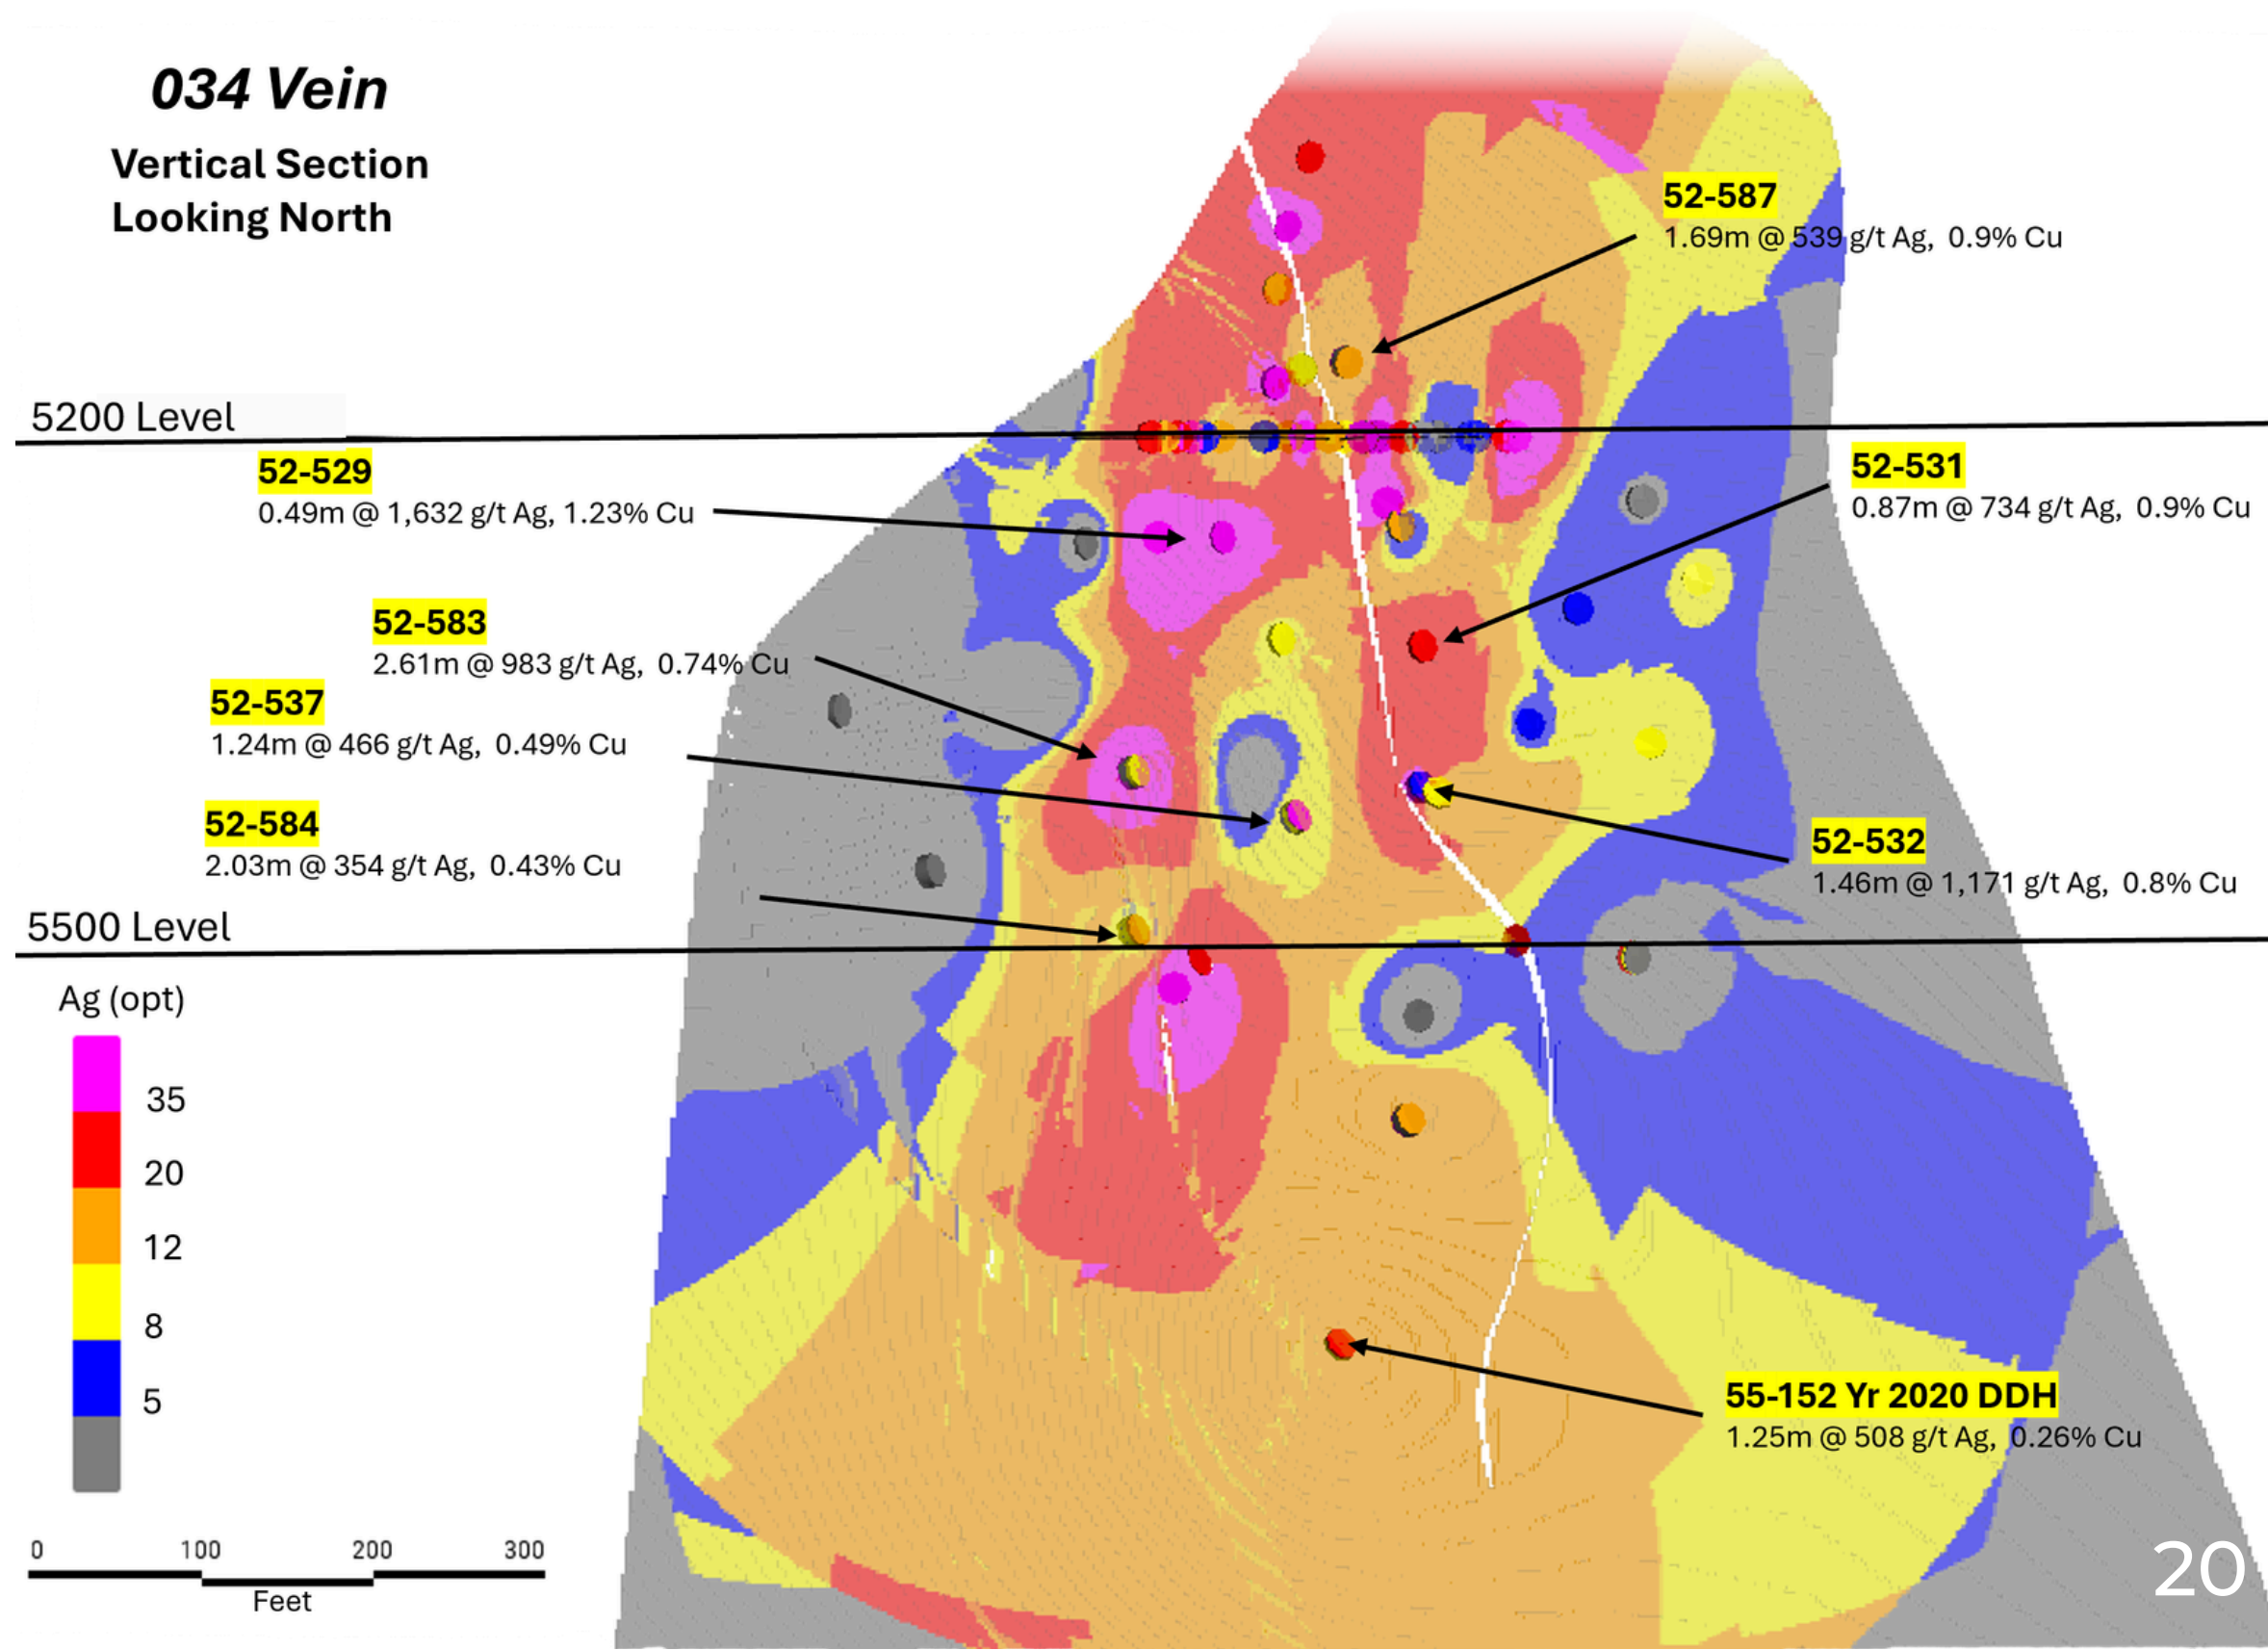 034 Vein
Vertical Section
Looking North
52-587
1.69m @ 539 g/t Ag, 0.9% Cu
5200 Level
52-529
0.49m @ 1,632 g/t Ag, 1.23% Cu
52-531
0.87m @ 734 g/t Ag, 0.9% Cu
52-583
2.61m @ 983 g/t Ag, 0.74% Cu
52-537
1.24m @ 466 g/t Ag, 0.49% Cu
52-584
2.03m @ 354 g/t Ag, 0.43% Cu
52-532
1.46m @ 1,171 g/t Ag, 0.8% Cu
5500 Level
Ag (opt)
35
20
12
8
5
55-152 Yr 2020 DDH
1.25m @ 508 g/t Ag, 0.26% Cu
0 100 200 300
Feet
20